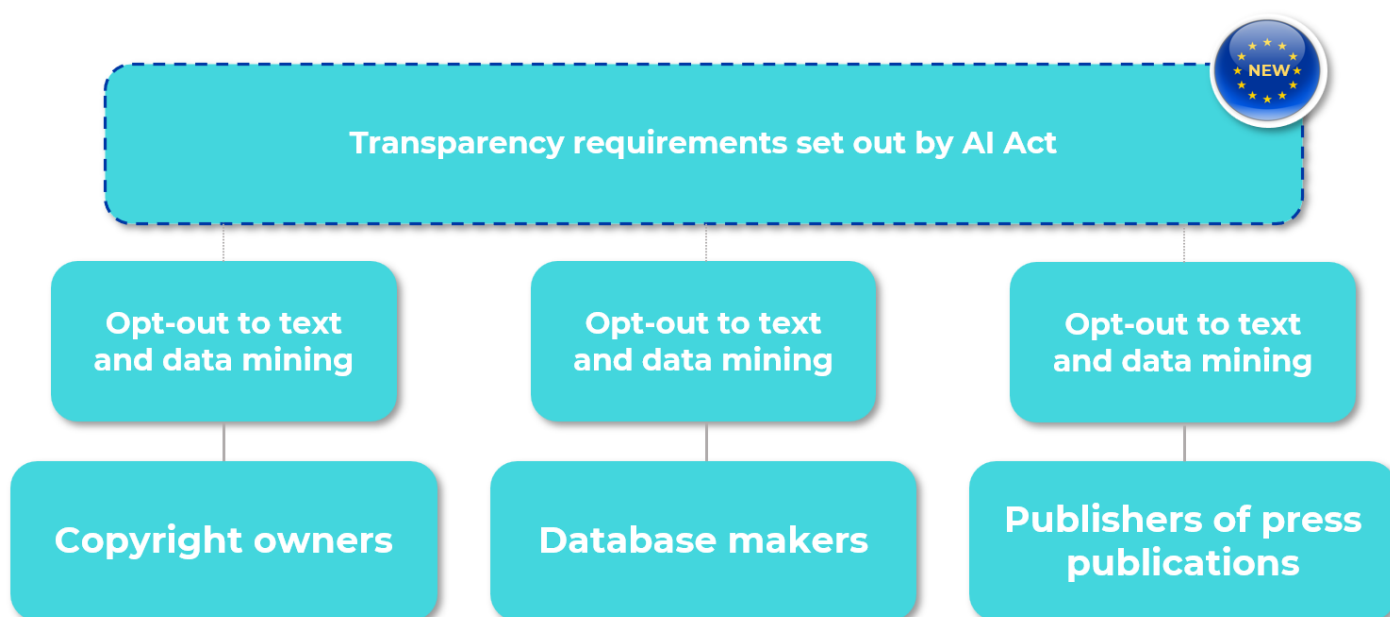 NEW
Transparency requirements set out by AI Act
Opt-out to text
and data mining
Opt-out to text
and data mining
Opt-out to text
and data mining
Copyright owners
Database makers
Publishers of press
publications